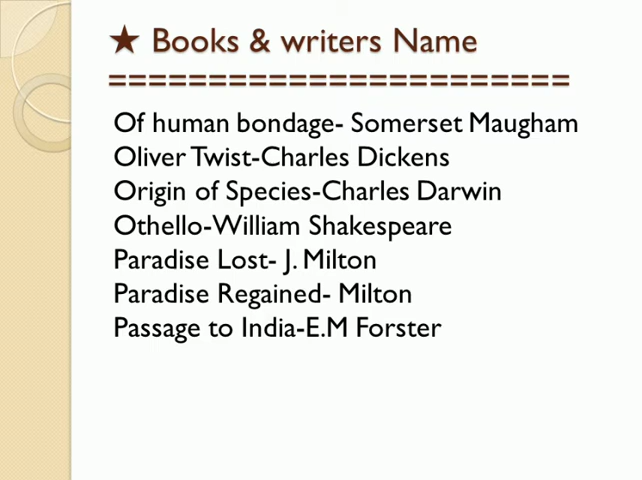 ★ Books & writers Name
=======================
Of human bondage- Somerset Maugham
Oliver Twist-Charles Dickens
Origin of Species-Charles Darwin
Othello-William Shakespeare
Paradise Lost- J. Milton
Paradise Regained- Milton
Passage to India-E.M Forster